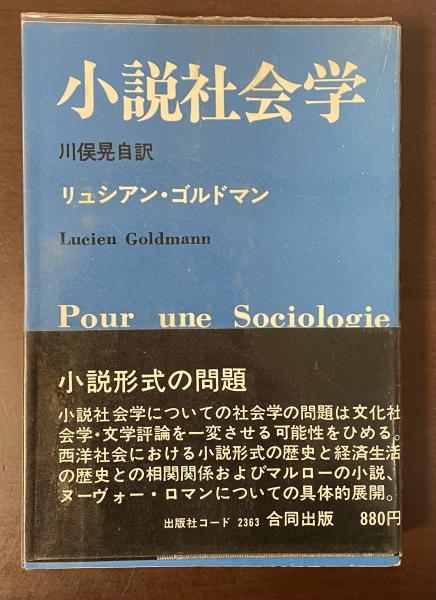 小説社会学
川俣晃自訳
リュシアン・ゴルドマン
Lucien Goldmann
Pour une Sociologie
小説形式の問題
小説社会学についての社会学の問題は文化社
会学・文学評論を一変させる可能性をひめる。
西洋社会における小説形式の歴史と経済生活
の歴史との相関関係およびマルローの小説、
ヌーヴォー・ロマンについての具体的展開。
出版社コード 2363 合同出版 880円